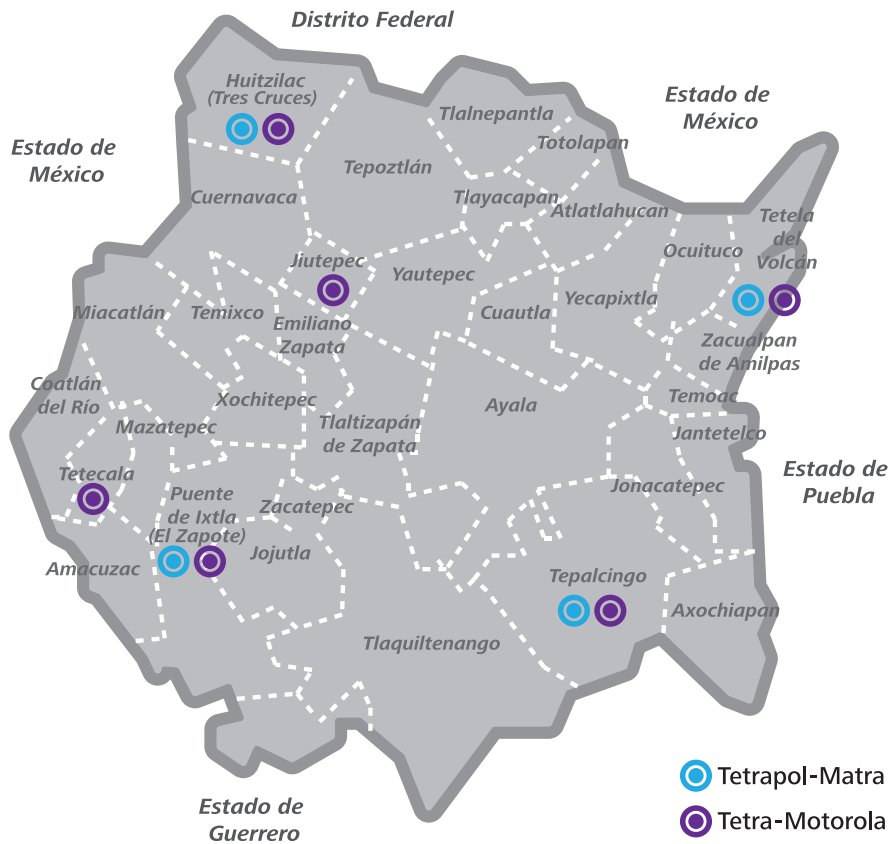 Distrito Federal
Huitzilac
(Tres Cruces)
Estado de
México
Tlalnepantla
Totolapan
Estado de
México
Tepoztlán
Cuernavaca
Tlayacapan
Atlatlahucan
Tetela
del
Volcán
Ocuituco
Jiutepec
Yautepec
Miacatlán
Temixco
Emiliano
Zapata
Cuautla
Yecapixtla
Zacualpan
de Amilpas
Coatlán
del Río
Xochitepec
Ayala
Temoac
Mazatepec
Tlaltizapán
de Zapata
Jantetelco
Tetecala
Jonacatepec
Estado de
Puebla
Puente
de Ixtla
(El Zapote)
Zacatepec
Jojutla
Amacuzac
Tepalcingo
Axochiapan
Tlaquiltenango
Estado de
Guerrero
Tetrapol-Matra
Tetra-Motorola